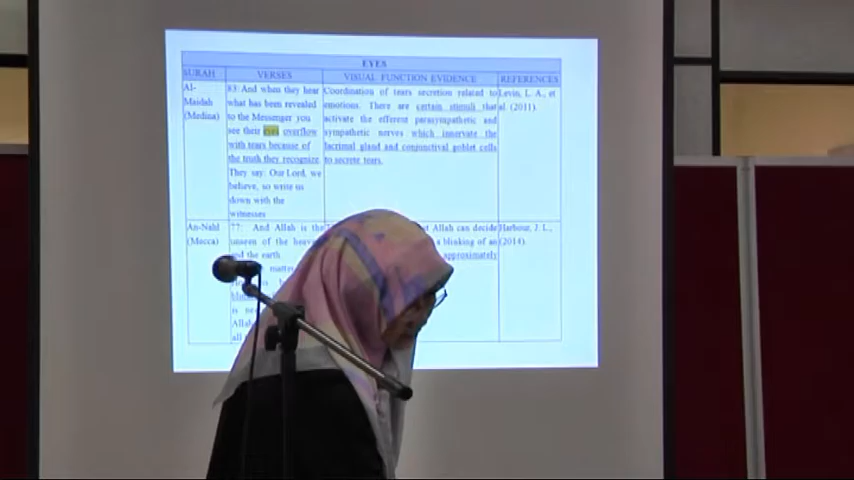 EYES
SURAH VERSES VISUAL FUNCTION EVIDENCE REFERENCES
Al-
Maidah
(Medina)
83: And when they hear
what has been revealed
to the Messenger you
see their eyes overflow
with tears because of
the truth they recognize.
They say: Our Lord, we
believe, so write us
down with the
witnesses
Coordination of tears secretion related to
emotions. There are certain stimuli that
activate the efferent parasympathetic and
sympathetic nerves which innervate the
lacrimal gland and conjunctival goblet cells
to secrete tears.
Levin, L. A., et
al. (2011).
An-Nahl
(Mecca)
77: And Allah is the
unseen of the
and the earth
is
Allah
all
Allah can decide
a blinking of an
approximately
Harbour, J. L.,
(2014).